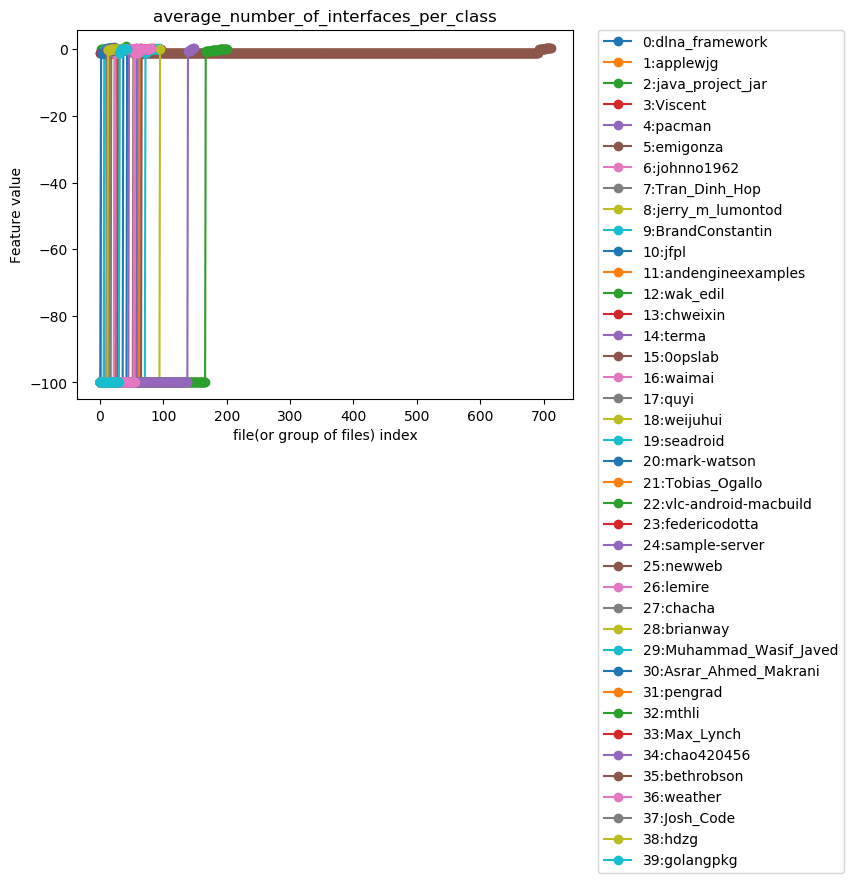 average_number_of_interfaces_per_class
Feature value
0
−20
−40
−60
−80
−100
0 100 200 300 400 500 600 700
file(or group of files) index
0:dlna_framework
1:applewjg
2:java_project_jar
3:Viscent
4:pacman
5:emigonza
6:johnno1962
7:Tran_Dinh_Hop
8:jerry_m_lumontod
9:BrandConstantin
10:jfpl
11:andengineexamples
12:wak_edil
13:chweixin
14:terma
15:0opslab
16:waimai
17:quyi
18:weijuhui
19:seadroid
20:mark-watson
21:Tobias_Ogallo
22:vlc-android-macbuild
23:federicodotta
24:sample-server
25:newweb
26:lemire
27:chacha
28:brianway
29:Muhammad_Wasif_Javed
30:Asrar_Ahmed_Makrani
31:pengrad
32:mthli
33:Max_Lynch
34:chao420456
35:bethrobson
36:weather
37:Josh_Code
38:hdzg
39:golangpkg